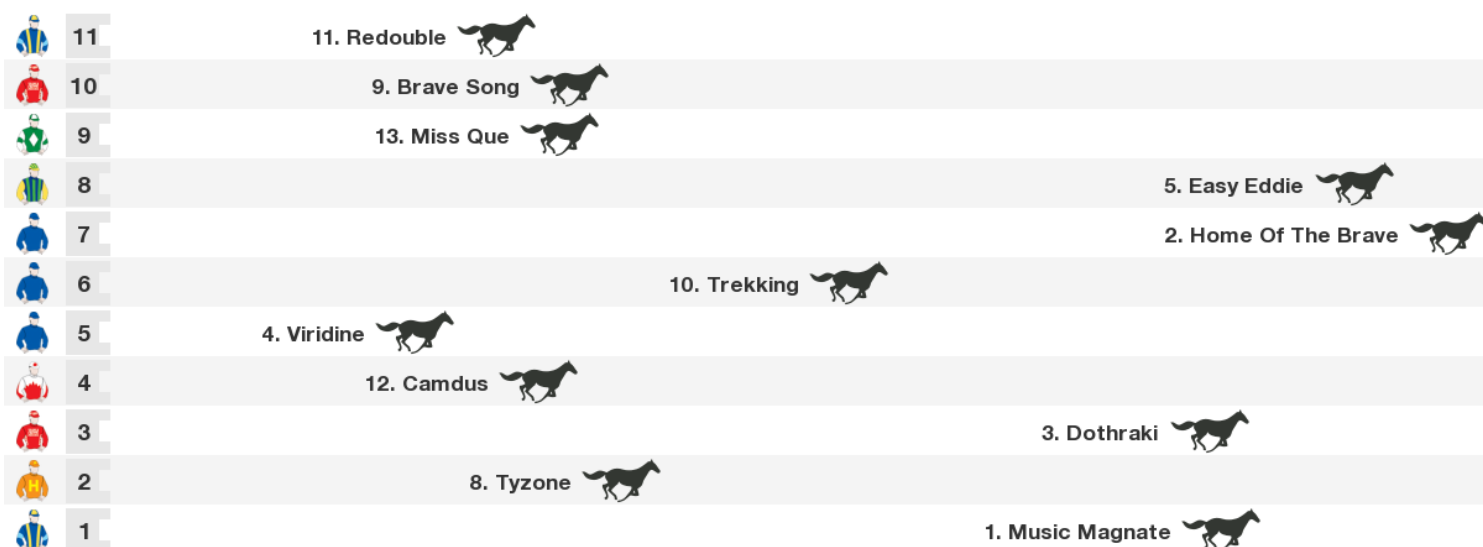 11 11. Redouble
10 9. Brave Song
9 13. Miss Que
8 5. Easy Eddie
7 2. Home Of The Brave
6 10. Trekking
5 4. Viridine
4 12. Camdus
3 3. Dothraki
H 2 8. Tyzone
1 1. Music Magnate